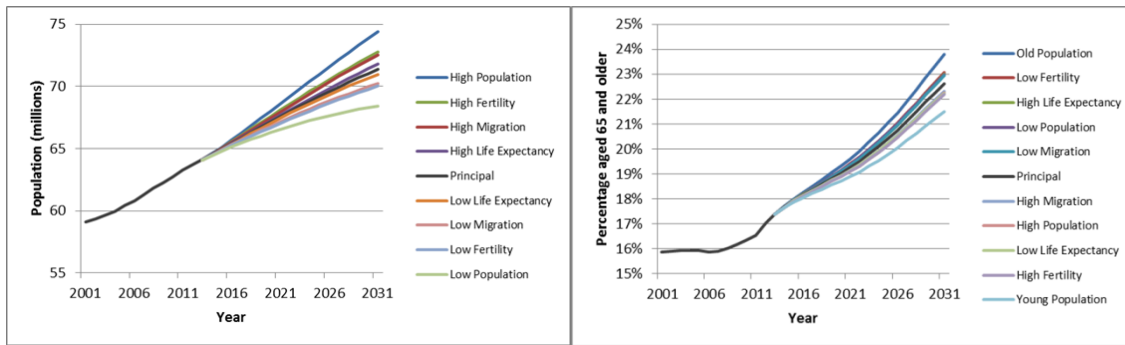 75
70
65
60
55
Population (millions)
2001 2006 2011 2016 2021 2026 2031
Year
High Population
High Fertility
High Migration
High Life Expectancy
Principal
Low Life Expectancy
Low Migration
Low Fertility
Low Population
25%
24%
23%
22%
21%
20%
19%
18%
17%
16%
15%
Percentage aged 65 and older
2001 2006 2011 2016 2021 2026 2031
Year
Old Population
Low Fertility
High Life Expectancy
Low Population
Low Migration
Principal
High Migration
High Population
Low Life Expectancy
High Fertility
Young Population